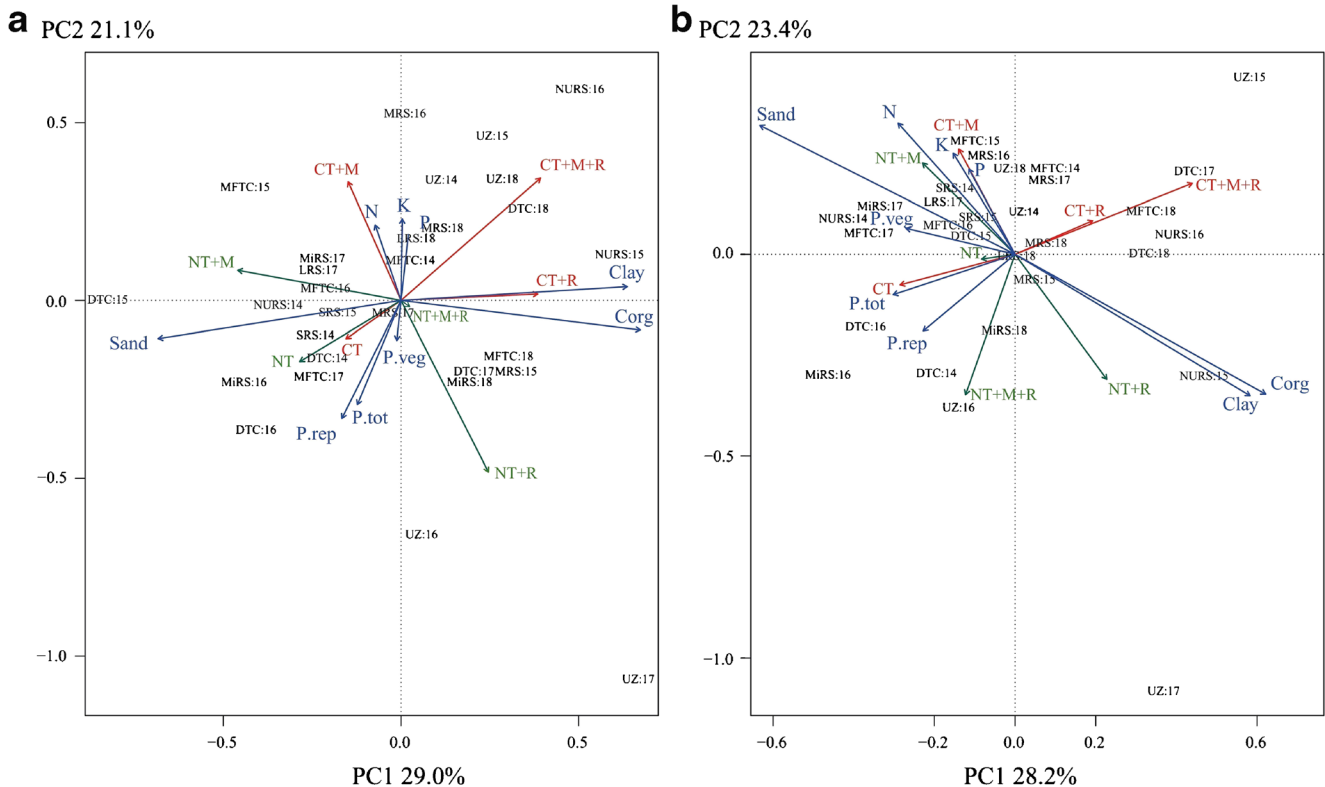 a PC2 21.1%
NURS:16
MRS:16
0.5
UZ:15
CT+M
CT+M+R
UZ:14
UZ:18
MFTC:15
N
K
P
DTC:18
MRS:18
LRS:18
MiRS:17
LRS:17
MFTC:14
NURS:15
NT+M
Clay
MFTC:16
CT+R
0.0
DTC:15
NURS:14
SRS:15
MRS:17
NT+M+R
Corg
Sand
SRS:14
CT
NT
DTC:14
P.veg
MFTC:18
MFTC:17
DTC:17
MRS:15
MiRS:16
MiRS:18
P.tot
DTC:16
P.rep
−0.5
NT+R
UZ:16
−1.0
UZ:17
−0.5
0.0
0.5
PC1 29.0%
b PC2 23.4%
UZ:15
Sand
N
CT+M
MFTC:15
K
NT+M
MRS:16
P
UZ:18
MFTC:14
MRS:17
DTC:17
CT+M+R
SRS:14
MiRS:17
LRS:17
NURS:14
P.veg
SRS:15
UZ:14
CT+R
MFTC:18
MFTC:16
MFTC:17
DTC:15
MRS:18
NURS:16
0.0
NT
LRS:18
DTC:18
CT
MRS:15
P.tot
DTC:16
P.rep
MiRS:18
MiRS:16
DTC:14
NURS:15
Corg
NT+R
NT+M+R
Clay
UZ:16
−0.5
−1.0
UZ:17
−0.6
−0.2
0.0
0.2
0.6
PC1 28.2%